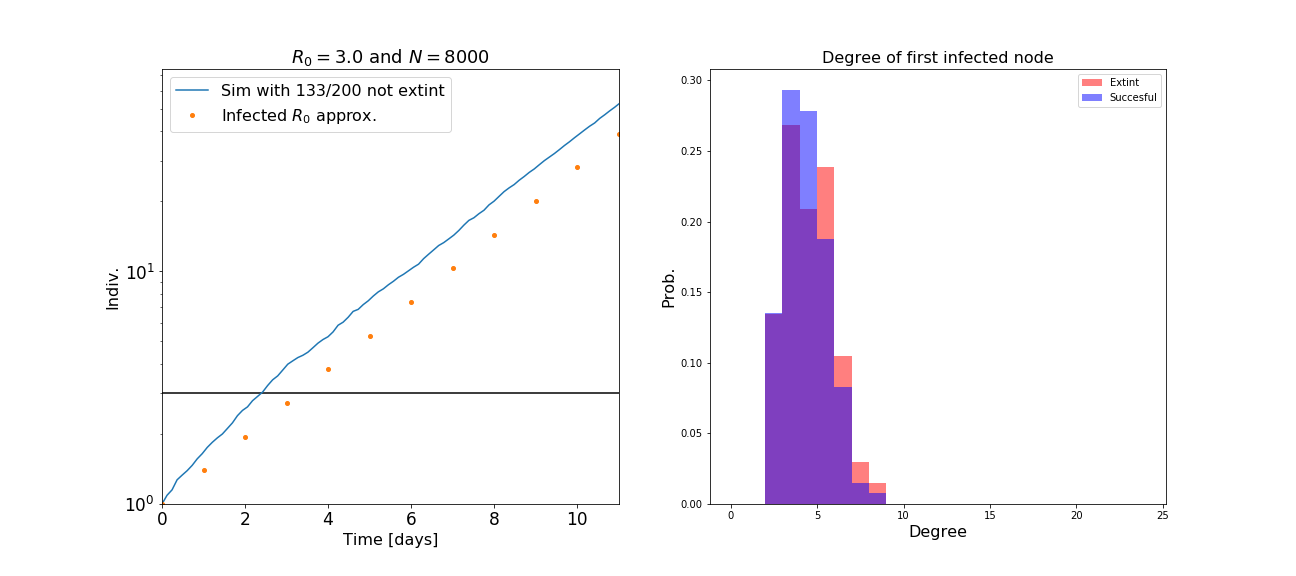 R₀ = 3.0 and N = 8000
Sim with 133/200 not extint
Infected R₀ approx.
Indiv.
10¹
10⁰
0 2 4 6 8 10
Time [days]
Degree of first infected node
Extint
Succesful
Prob.
0.30
0.25
0.20
0.15
0.10
0.05
0.00
0 5 10 15 20 25
Degree